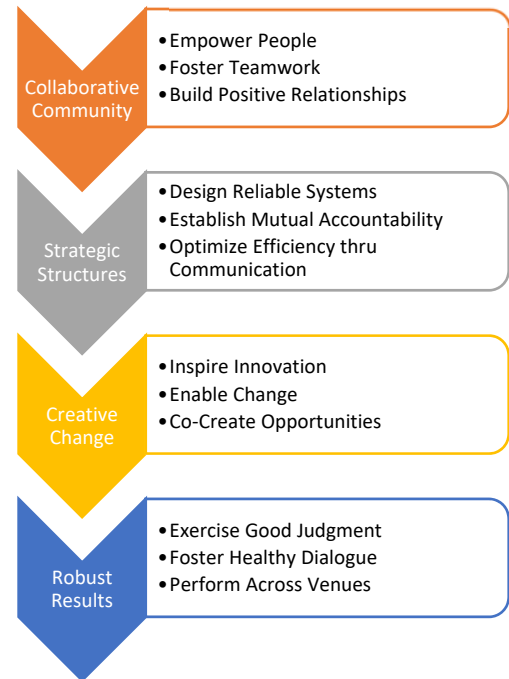 Collaborative
Community
•Empower People
•Foster Teamwork
•Build Positive Relationships
Strategic
Structures
•Design Reliable Systems
•Establish Mutual Accountability
•Optimize Efficiency thru
Communication
Creative
Change
•Inspire Innovation
•Enable Change
•Co-Create Opportunities
Robust
Results
•Exercise Good Judgment
•Foster Healthy Dialogue
•Perform Across Venues